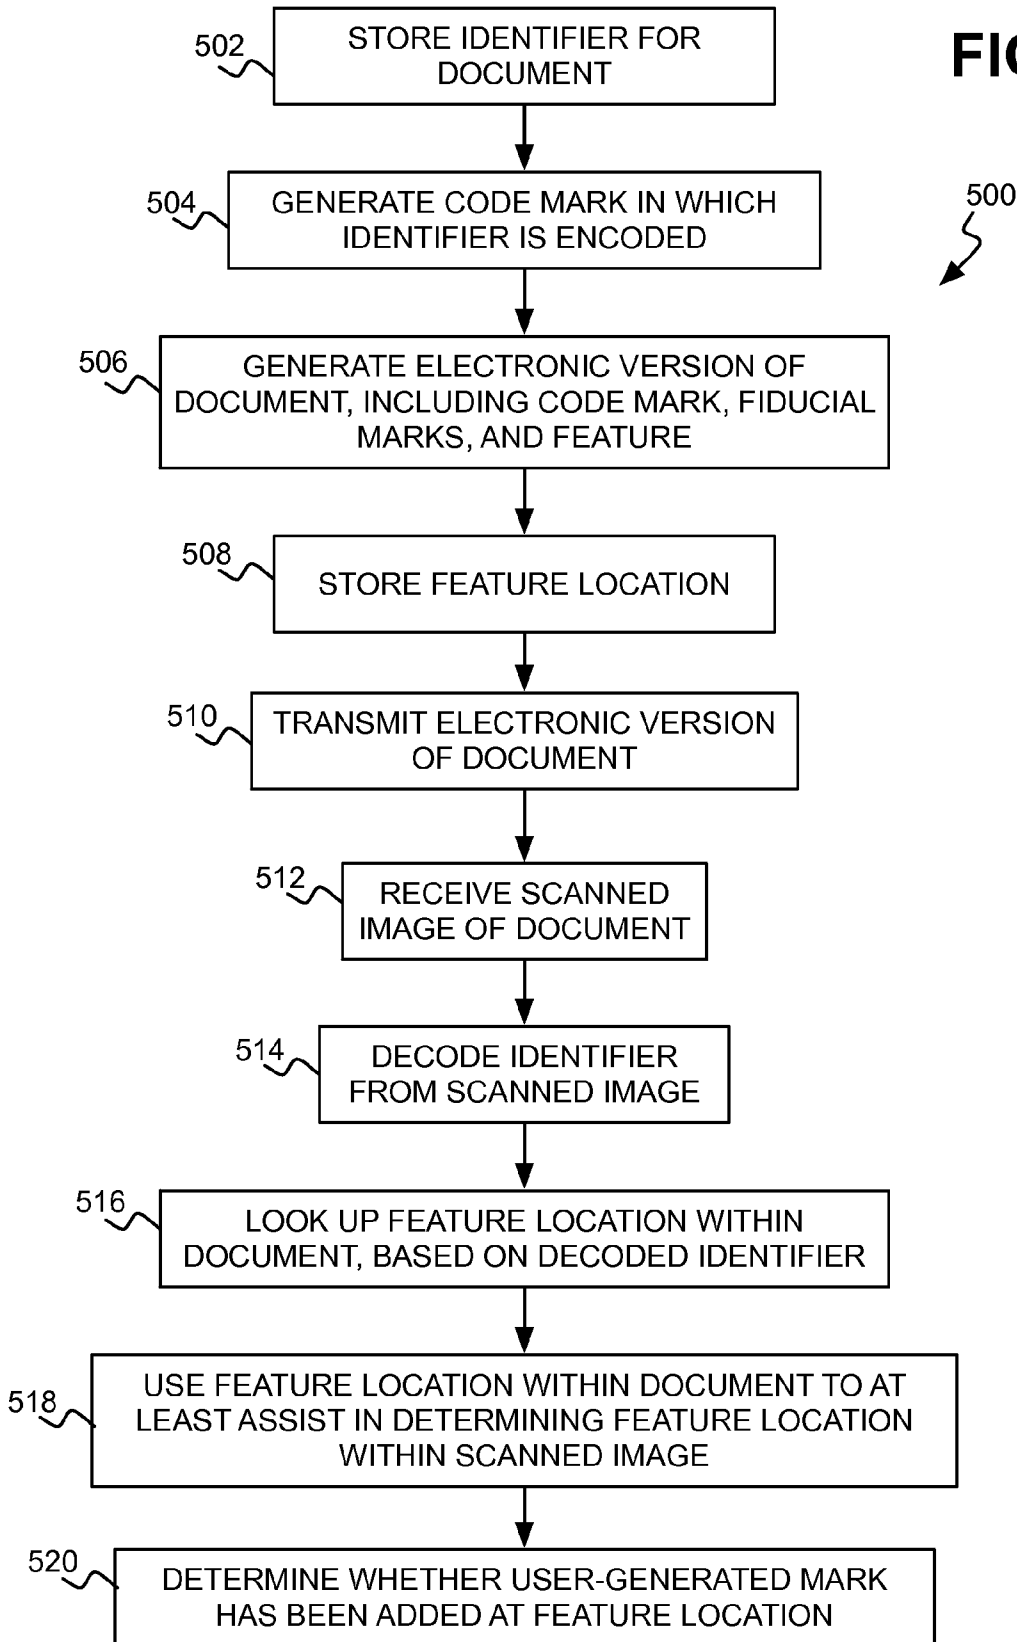 502
STORE IDENTIFIER FOR
DOCUMENT
FIG
504
GENERATE CODE MARK IN WHICH
IDENTIFIER IS ENCODED
500
506
GENERATE ELECTRONIC VERSION OF
DOCUMENT, INCLUDING CODE MARK, FIDUCIAL
MARKS, AND FEATURE
508
STORE FEATURE LOCATION
510
TRANSMIT ELECTRONIC VERSION
OF DOCUMENT
512
RECEIVE SCANNED
IMAGE OF DOCUMENT
514
DECODE IDENTIFIER
FROM SCANNED IMAGE
516
LOOK UP FEATURE LOCATION WITHIN
DOCUMENT, BASED ON DECODED IDENTIFIER
518
USE FEATURE LOCATION WITHIN DOCUMENT TO AT
LEAST ASSIST IN DETERMINING FEATURE LOCATION
WITHIN SCANNED IMAGE
520
DETERMINE WHETHER USER-GENERATED MARK
HAS BEEN ADDED AT FEATURE LOCATION